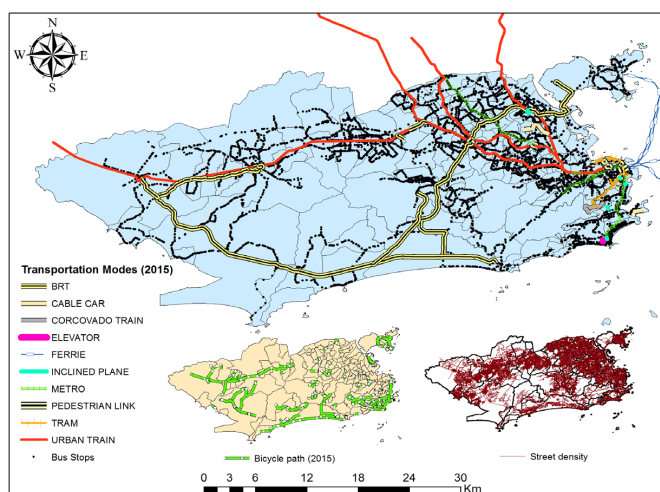 N
W E
S
Transportation Modes (2015)
BRT
CABLE CAR
CORCOVADO TRAIN
ELEVATOR
FERRIE
INCLINED PLANE
METRO
PEDESTRIAN LINK
TRAM
URBAN TRAIN
Bus Stops
Bicycle path (2015)
Street density
0 3 6 12 18 24 30
Km